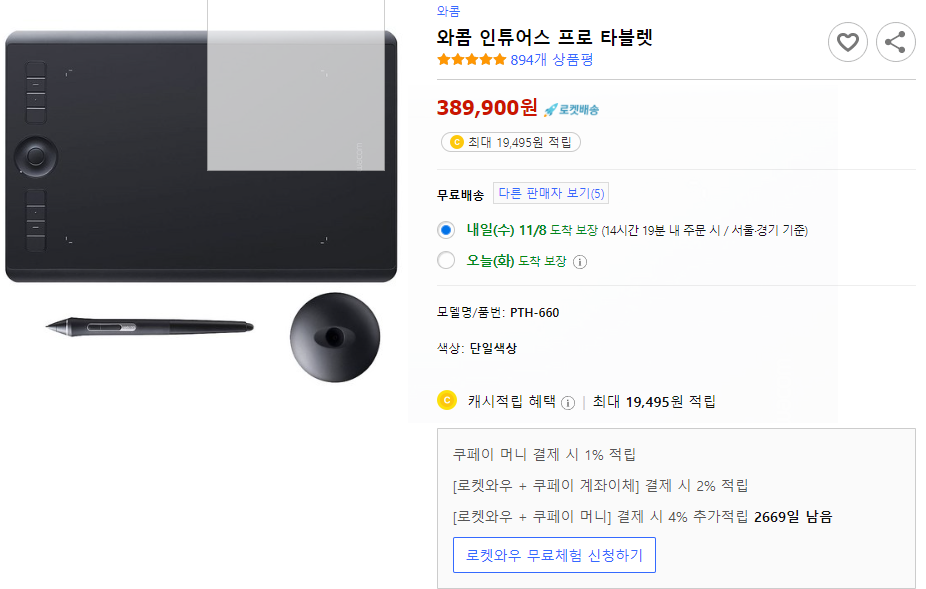 와콤
와콤 인튜어스 프로 타블렛
894개 상품평
389,900원 로켓배송
C 최대 19,495원 적립
무료배송 다른 판매자 보기(5)
내일(수) 11/8 도착 보장 (14시간 19분 내 주문 시 / 서울·경기 기준)
오늘(화) 도착 보장
모델명/품번: PTH-660
색상: 단일색상
C 캐시적립 혜택 | 최대 19,495원 적립
쿠페이 머니 결제 시 1% 적립
[로켓와우 + 쿠페이 계좌이체] 결제 시 2% 적립
[로켓와우 + 쿠페이 머니] 결제 시 4% 추가적립 2669일 남음
로켓와우 무료체험 신청하기